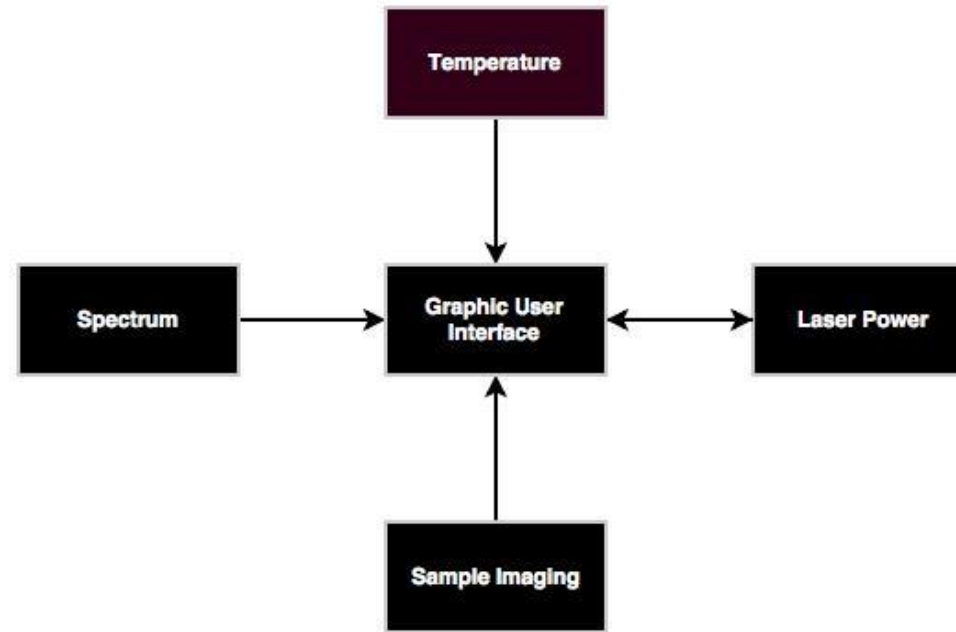 Temperature
Spectrum
Graphic User
Interface
Laser Power
Sample Imaging